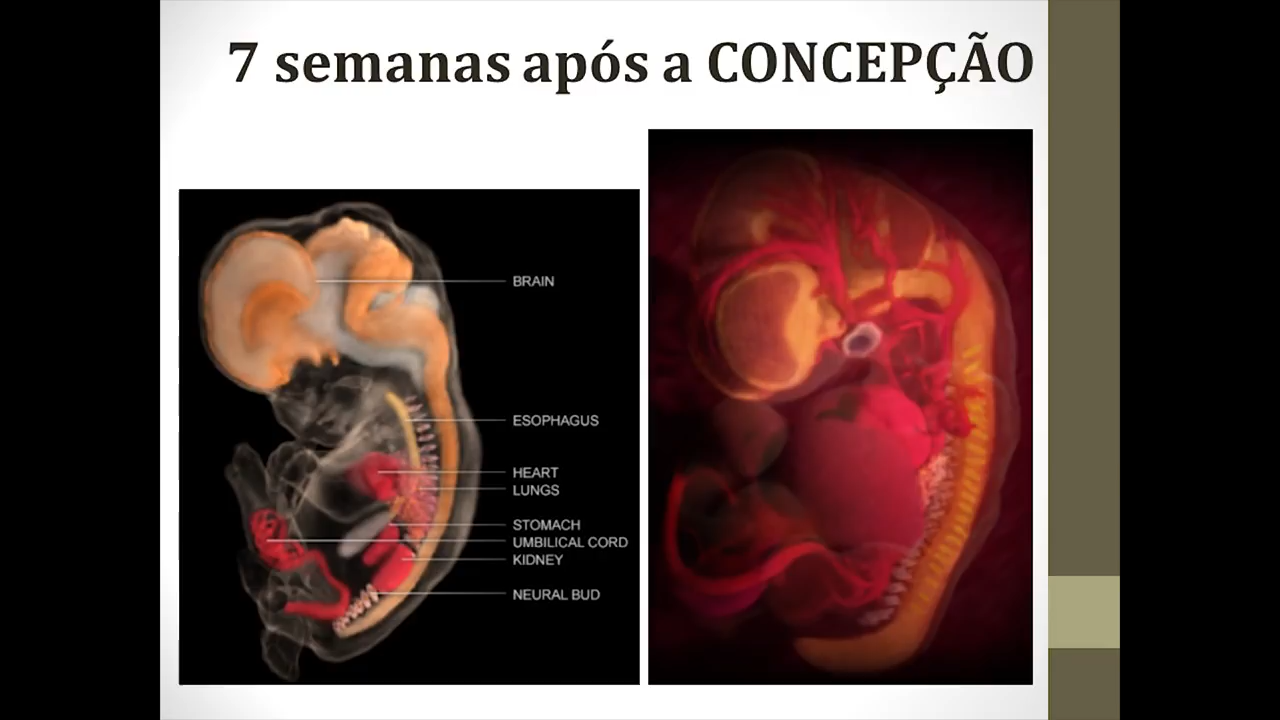 7 semanas após a CONCEPÇÃO
BRAIN
ESOPHAGUS
HEART
LUNGS
STOMACH
UMBILICAL CORD
KIDNEY
NEURAL BUD